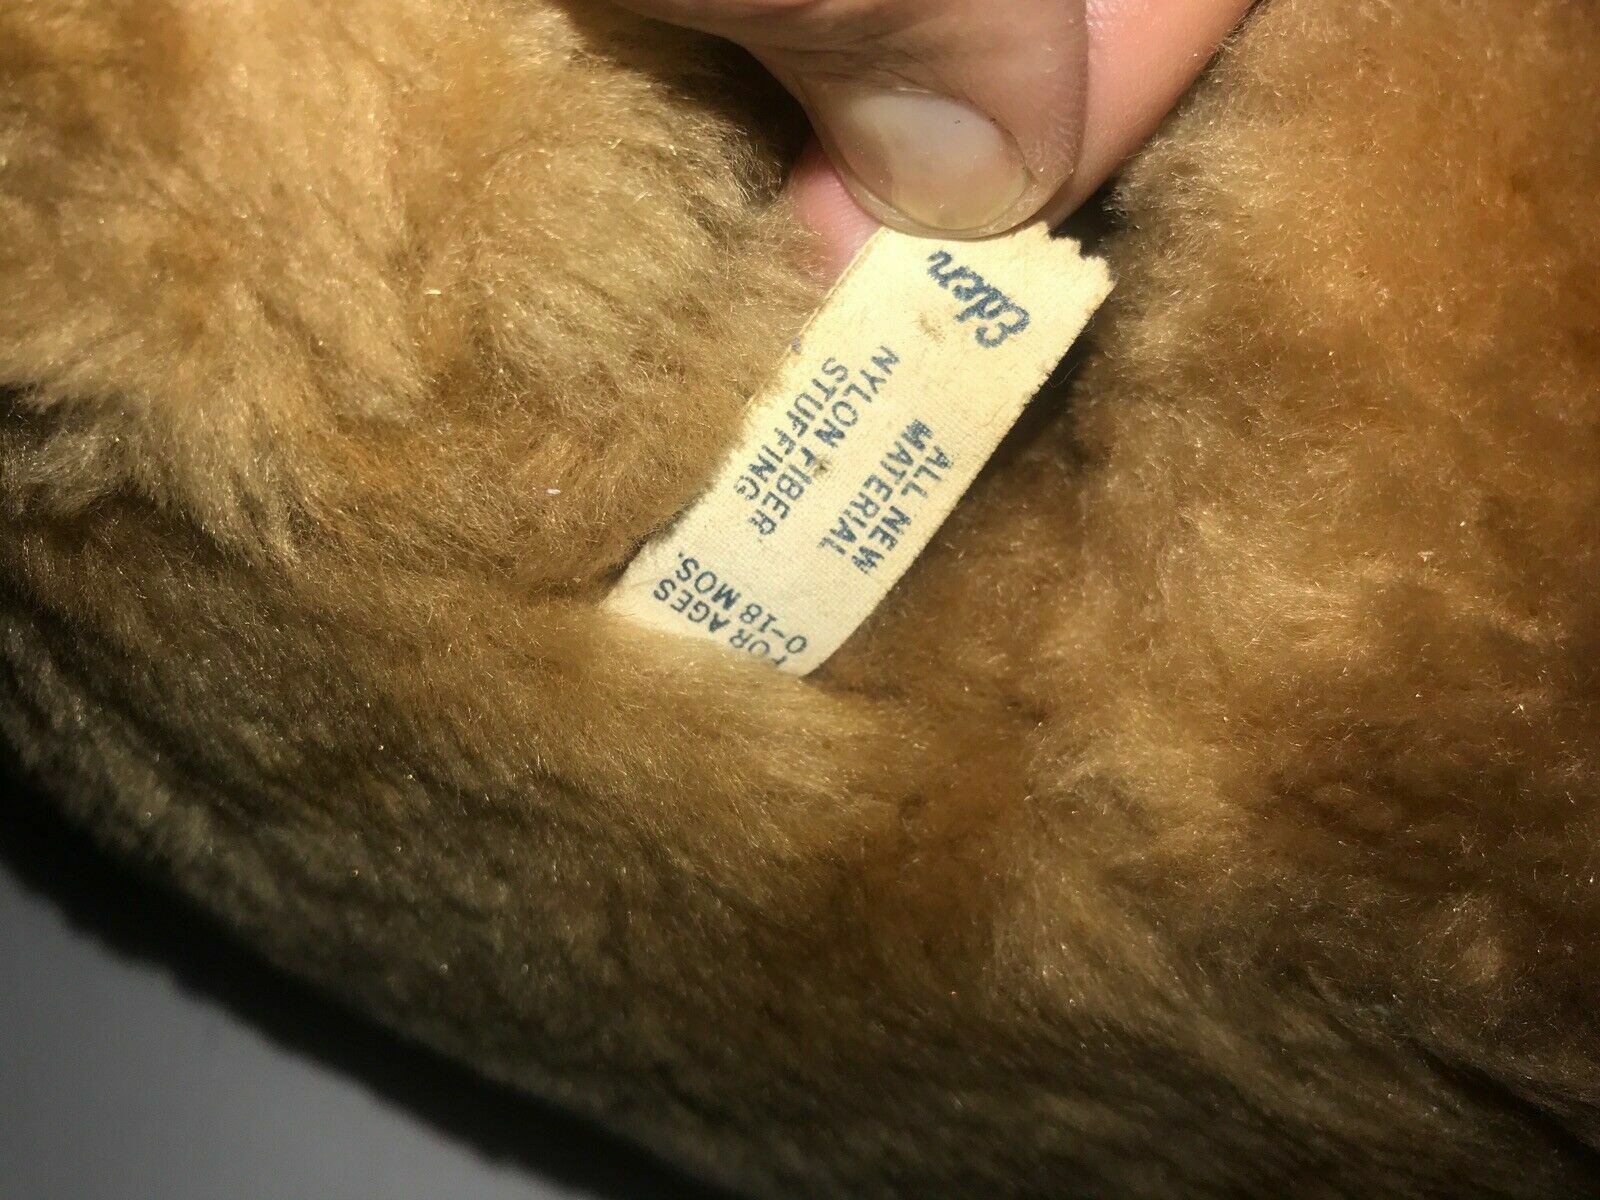 Eden
ALL NEW
MATERIAL
NYLON FIBER
STUFFING
FOR AGES
0-18 MOS.